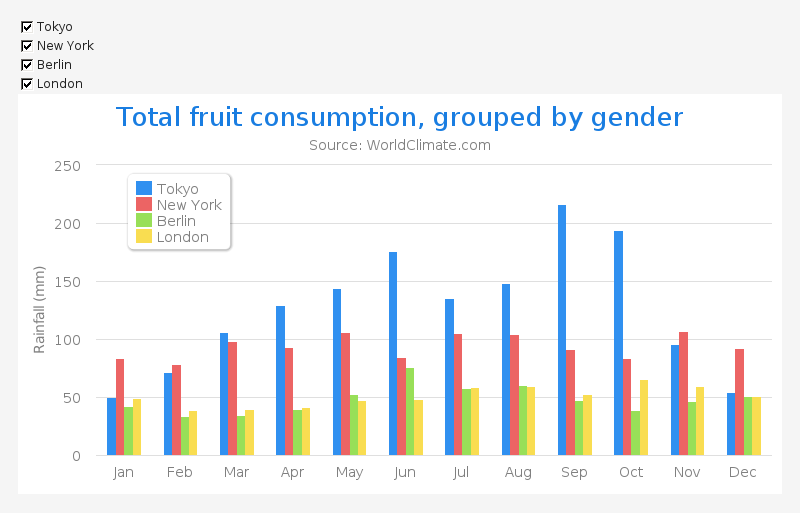 Tokyo
New York
Berlin
London
Total fruit consumption, grouped by gender
Source: WorldClimate.com
Rainfall (mm)
250
200
150
100
50
0
Tokyo
New York
Berlin
London
Jan Feb Mar Apr May Jun Jul Aug Sep Oct Nov Dec